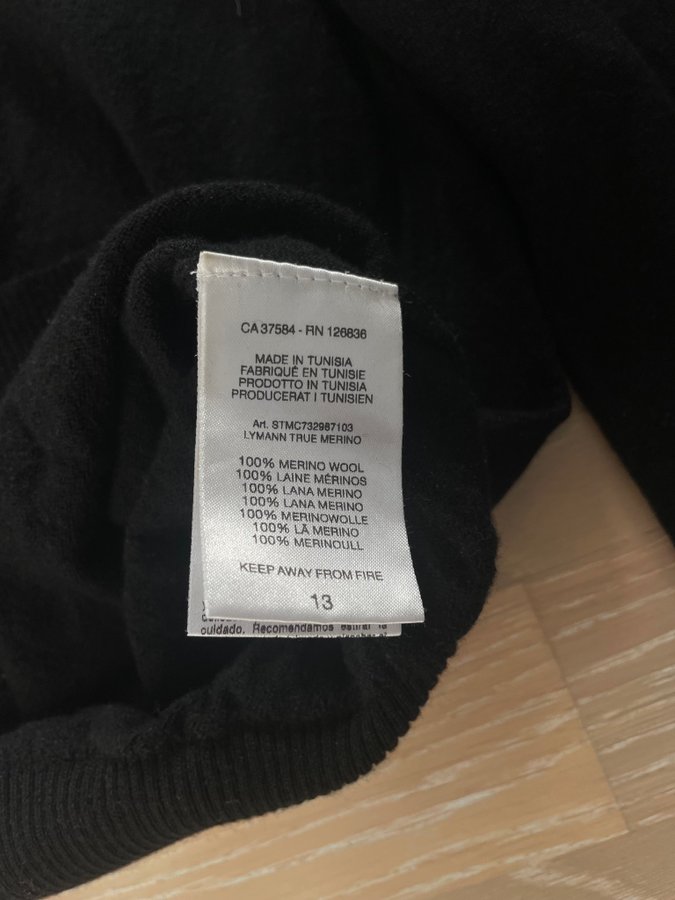 CA 37584 - RN 126836
MADE IN TUNISIA
FABRIQUÉ EN TUNISIE
PRODOTTO IN TUNISIA
PRODUCERAT I TUNISIEN
Art. STMC732987103
LYMANN TRUE MERINO
100% MERINO WOOL
100% LAINE MÉRINOS
100% LANA MERINO
100% LANA MERINO
100% MERINOWOLLE
100% LÃ MERINO
100% MERINOULL
KEEP AWAY FROM FIRE
13
cuidado. Recomendamos estirar la